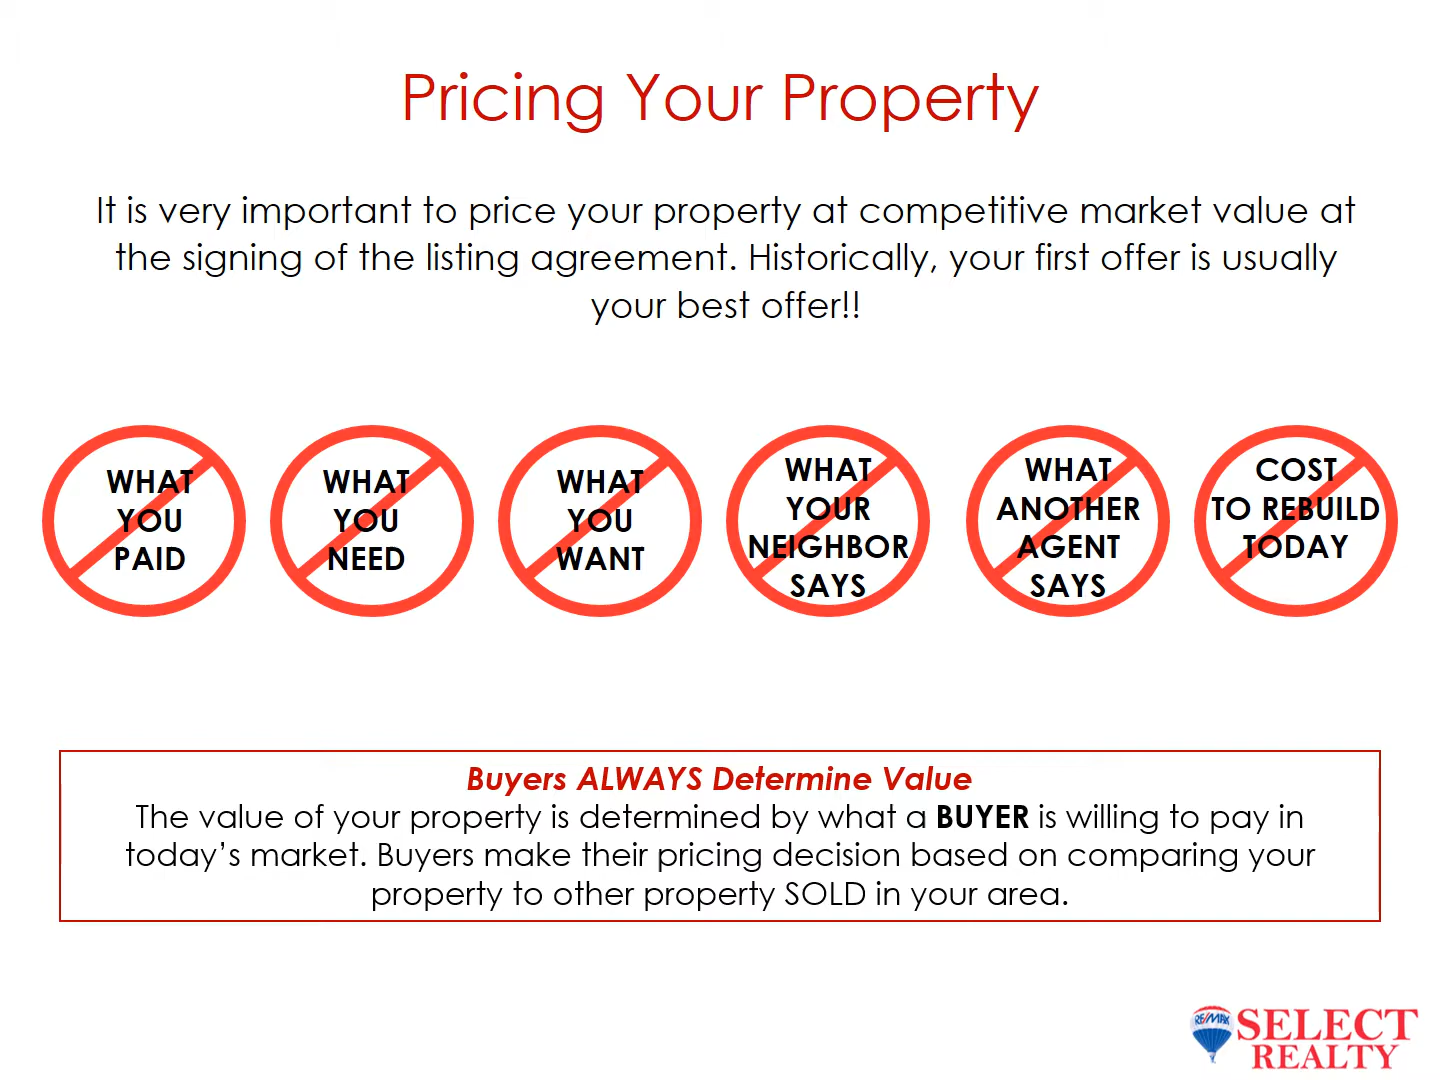 Pricing Your Property
It is very important to price your property at competitive market value at
the signing of the listing agreement. Historically, your first offer is usually
your best offer!!
WHAT
YOU
PAID
WHAT
YOU
NEED
WHAT
YOU
WANT
WHAT
YOUR
NEIGHBOR
SAYS
WHAT
ANOTHER
AGENT
SAYS
COST
TO REBUILD
TODAY
Buyers ALWAYS Determine Value
The value of your property is determined by what a BUYER is willing to pay in
today’s market. Buyers make their pricing decision based on comparing your
property to other property SOLD in your area.
RE/MAX
SELECT
REALTY